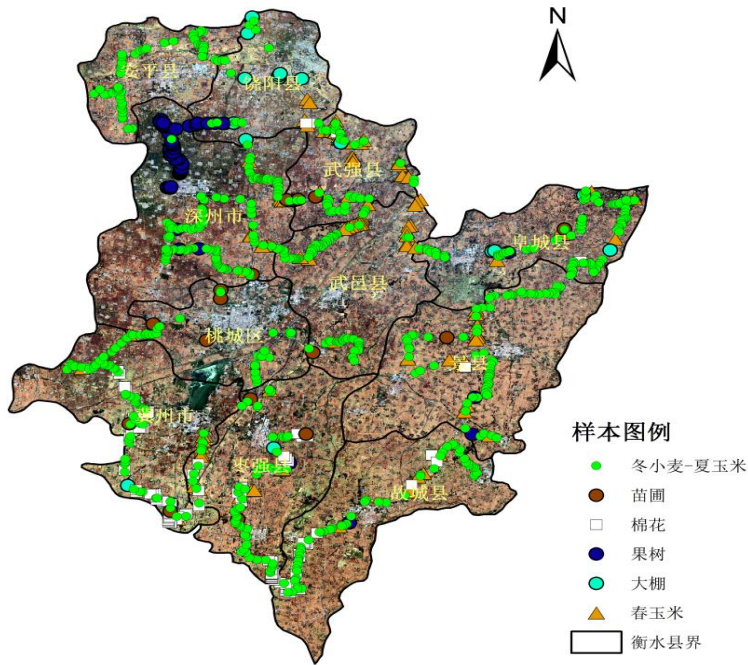 N
安平县
饶阳县
武强县
深州市
阜城县
武邑县
桃城区
景县
冀州市
枣强县
故城县
样本图例
冬小麦-夏玉米
苗圃
棉花
果树
大棚
春玉米
衡水县界